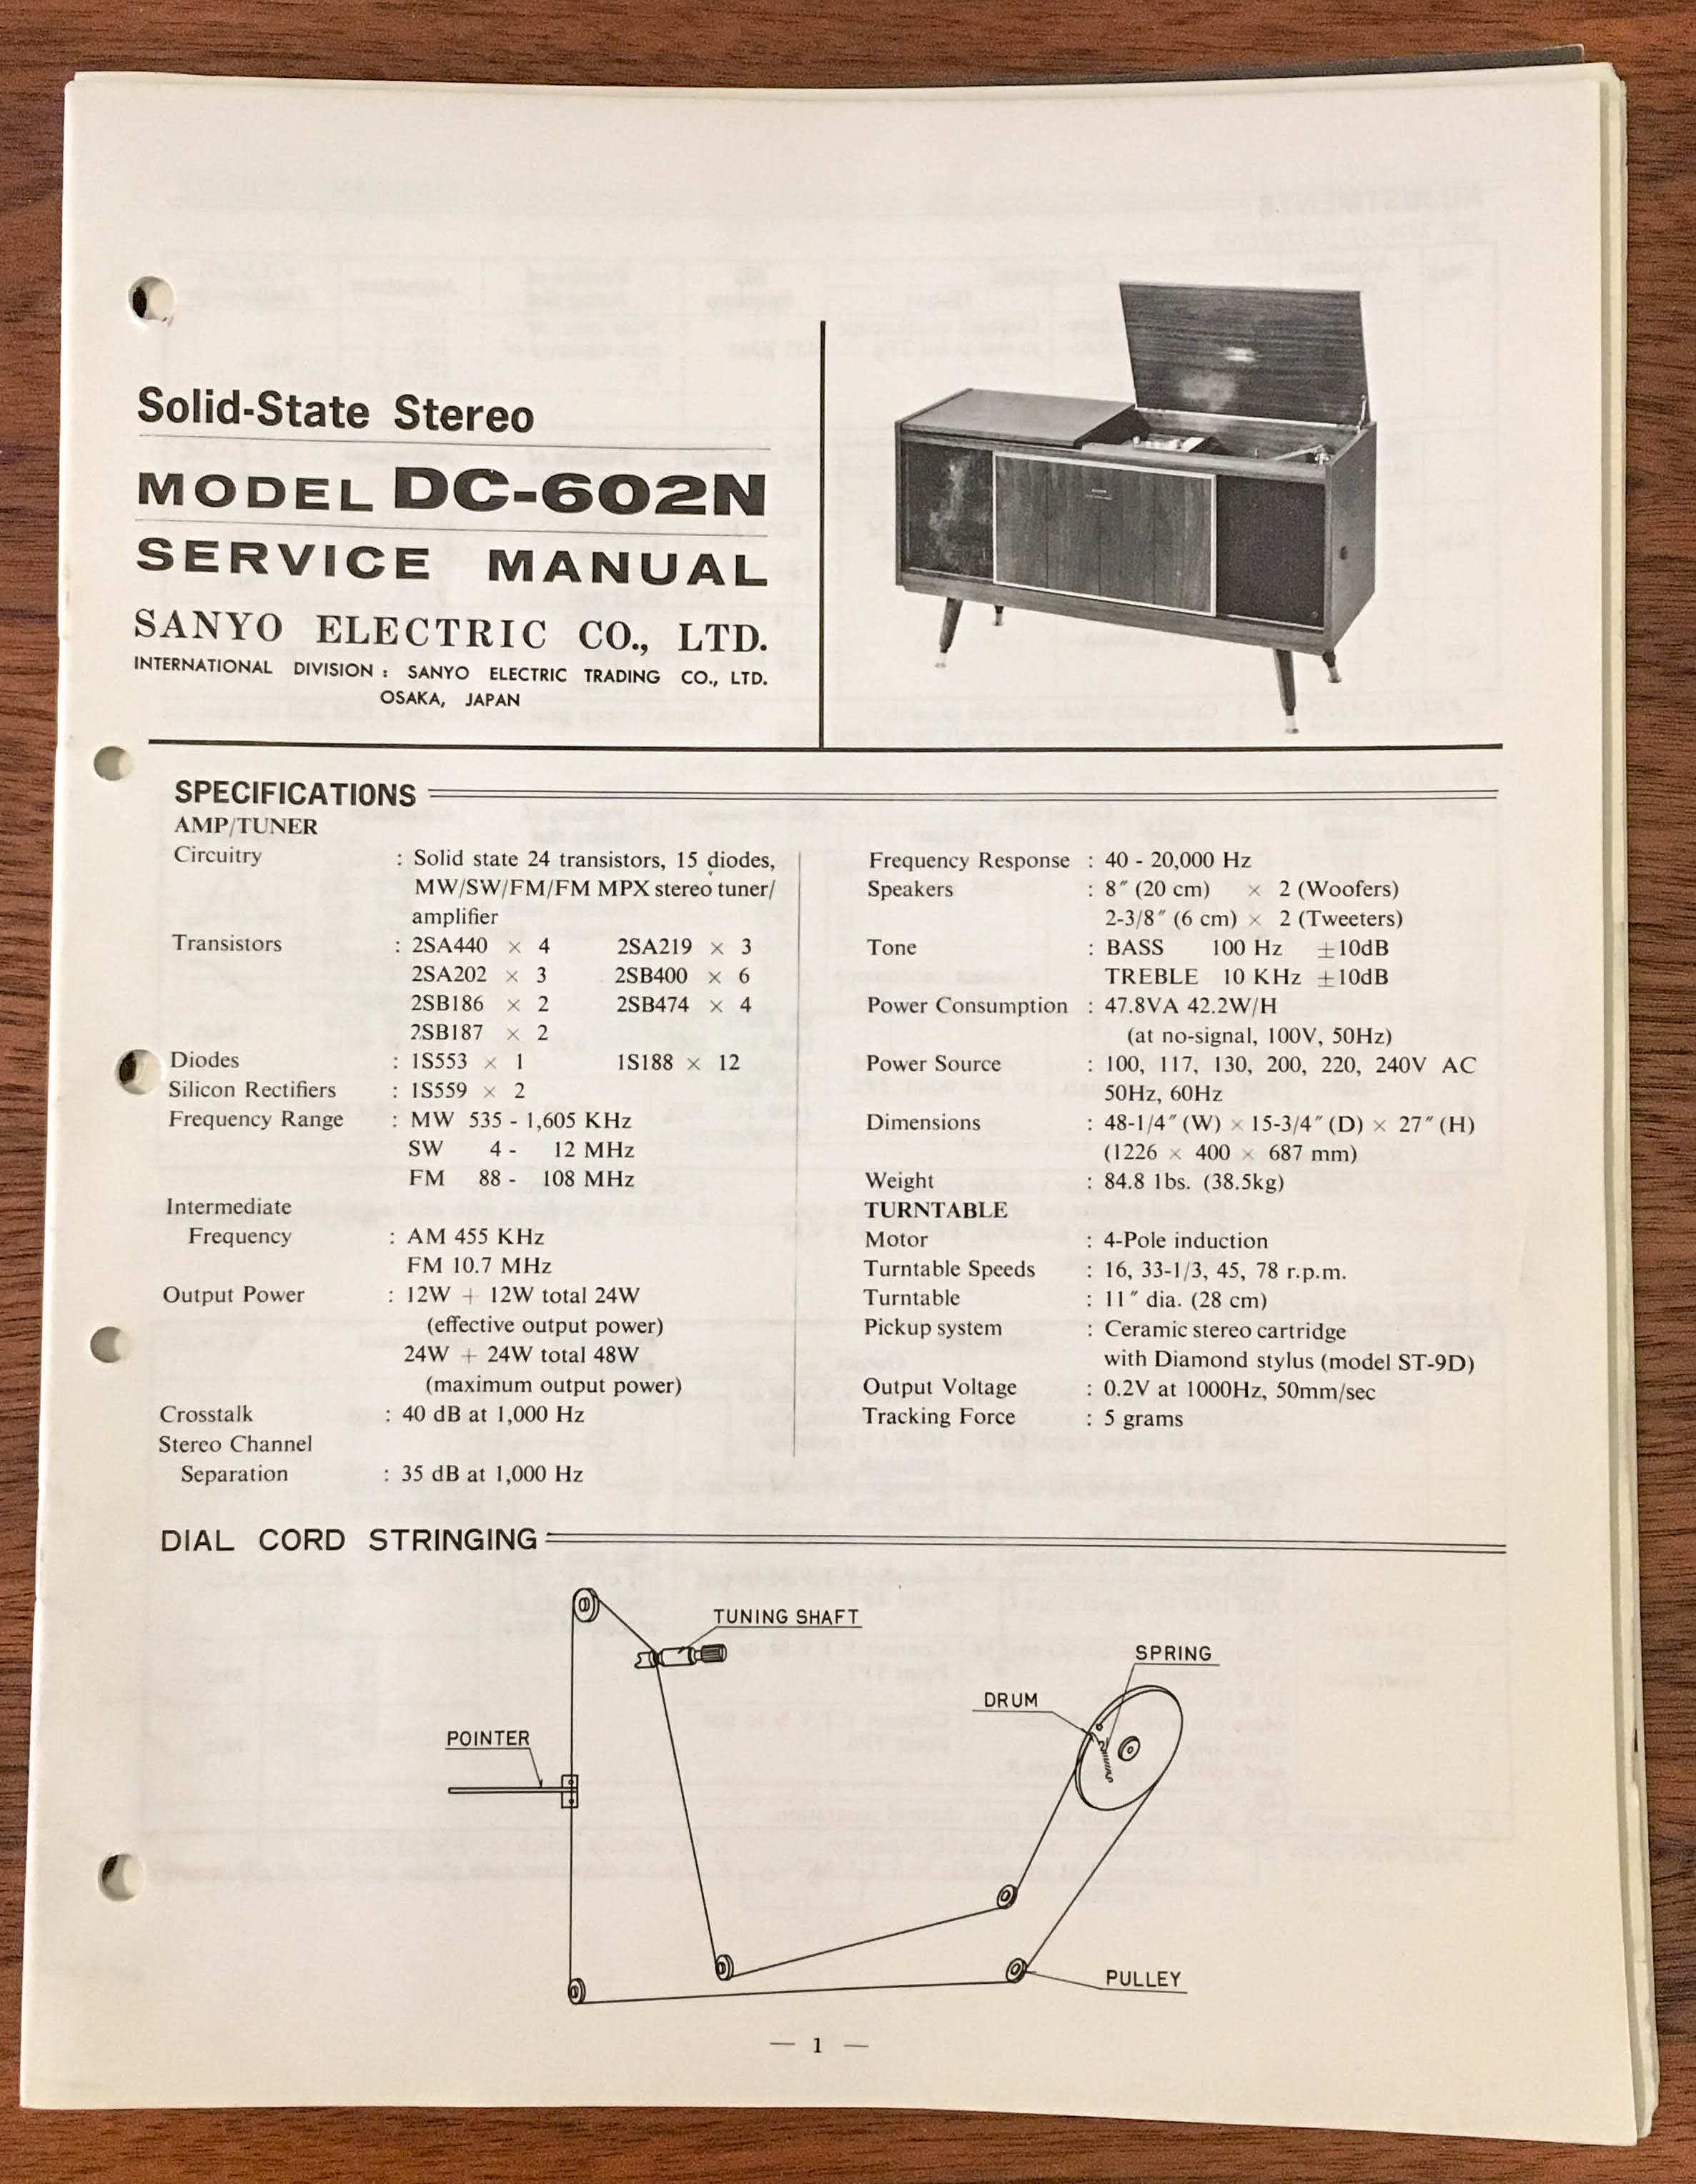 Solid-State Stereo
MODEL DC-602N
SERVICE MANUAL
SANYO ELECTRIC CO., LTD.
INTERNATIONAL DIVISION : SANYO ELECTRIC TRADING CO., LTD.
OSAKA, JAPAN
SPECIFICATIONS
AMP/TUNER
Circuitry : Solid state 24 transistors, 15 diodes,
MW/SW/FM/FM MPX stereo tuner/
amplifier
Transistors : 2SA440 × 4 2SA219 × 3
2SA202 × 3 2SB400 × 6
2SB186 × 2 2SB474 × 4
2SB187 × 2
Diodes : 1S553 × 1 1S188 × 12
Silicon Rectifiers : 1S559 × 2
Frequency Range : MW 535 - 1,605 KHz
SW 4 - 12 MHz
FM 88 - 108 MHz
Intermediate
Frequency : AM 455 KHz
FM 10.7 MHz
Output Power : 12W + 12W total 24W
(effective output power)
24W + 24W total 48W
(maximum output power)
Crosstalk : 40 dB at 1,000 Hz
Stereo Channel
Separation : 35 dB at 1,000 Hz
Frequency Response : 40 - 20,000 Hz
Speakers : 8″ (20 cm) × 2 (Woofers)
2-3/8″ (6 cm) × 2 (Tweeters)
Tone : BASS 100 Hz ±10dB
TREBLE 10 KHz ±10dB
Power Consumption : 47.8VA 42.2W/H
(at no-signal, 100V, 50Hz)
Power Source : 100, 117, 130, 200, 220, 240V AC
50Hz, 60Hz
Dimensions : 48-1/4″ (W) × 15-3/4″ (D) × 27″ (H)
(1226 × 400 × 687 mm)
Weight : 84.8 lbs. (38.5kg)
TURNTABLE
Motor : 4-Pole induction
Turntable Speeds : 16, 33-1/3, 45, 78 r.p.m.
Turntable : 11″ dia. (28 cm)
Pickup system : Ceramic stereo cartridge
with Diamond stylus (model ST-9D)
Output Voltage : 0.2V at 1000Hz, 50mm/sec
Tracking Force : 5 grams
DIAL CORD STRINGING
TUNING SHAFT
SPRING
DRUM
POINTER
PULLEY
— 1 —